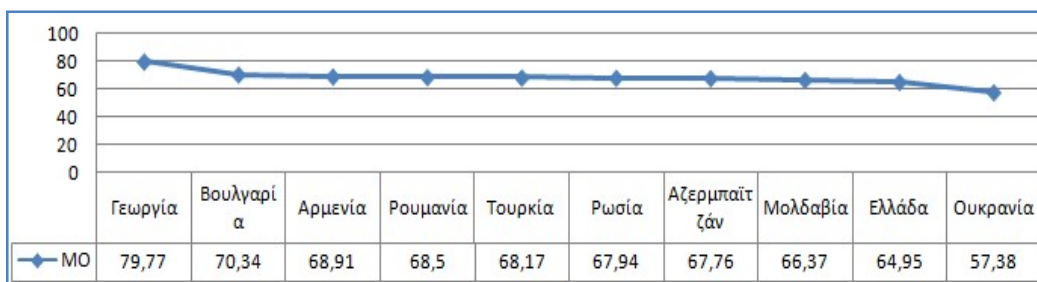 100
80
60
40
20
0
Γεωργία Βουλγαρί
α Αρμενία Ρουμανία Τουρκία Ρωσία Αζερμπαϊτ
ζάν Μολδαβία Ελλάδα Ουκρανία
ΜΟ 79,77 70,34 68,91 68,5 68,17 67,94 67,76 66,37 64,95 57,38